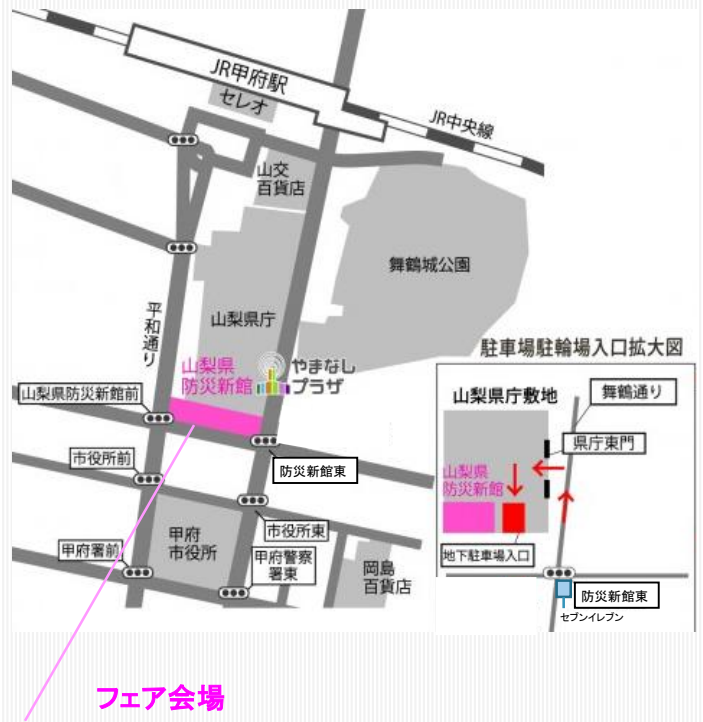 JR甲府駅
セレオ
JR中央線
山交
百貨店
舞鶴城公園
山梨県庁
平和通り
山梨県
防災新館
やまなし
プラザ
山梨県防災新館前
防災新館東
市役所前
市役所東
甲府
市役所
甲府署前
甲府警察
署東
岡島
百貨店
駐車場駐輪場入口拡大図
山梨県庁敷地
舞鶴通り
県庁東門
山梨県
防災新館
地下駐車場入口
防災新館東
セブンイレブン
フェア会場